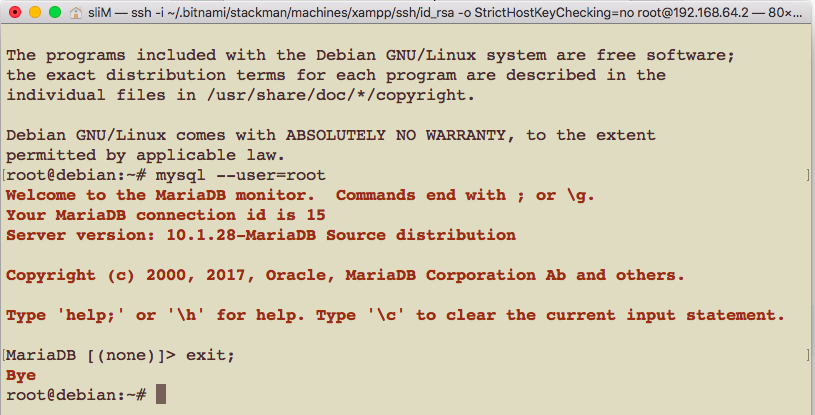 sliM — ssh -i ~/.bitnami/stackman/machines/xampp/ssh/id_rsa -o StrictHostKeyChecking=no root@192.168.64.2 — 80×...
The programs included with the Debian GNU/Linux system are free software;
the exact distribution terms for each program are described in the
individual files in /usr/share/doc/*/copyright.
Debian GNU/Linux comes with ABSOLUTELY NO WARRANTY, to the extent
permitted by applicable law.
[root@debian:~# mysql --user=root ]
Welcome to the MariaDB monitor.  Commands end with ; or \g.
Your MariaDB connection id is 15
Server version: 10.1.28-MariaDB Source distribution
Copyright (c) 2000, 2017, Oracle, MariaDB Corporation Ab and others.
Type 'help;' or '\h' for help. Type '\c' to clear the current input statement.
[MariaDB [(none)]> exit; ]
Bye
root@debian:~#